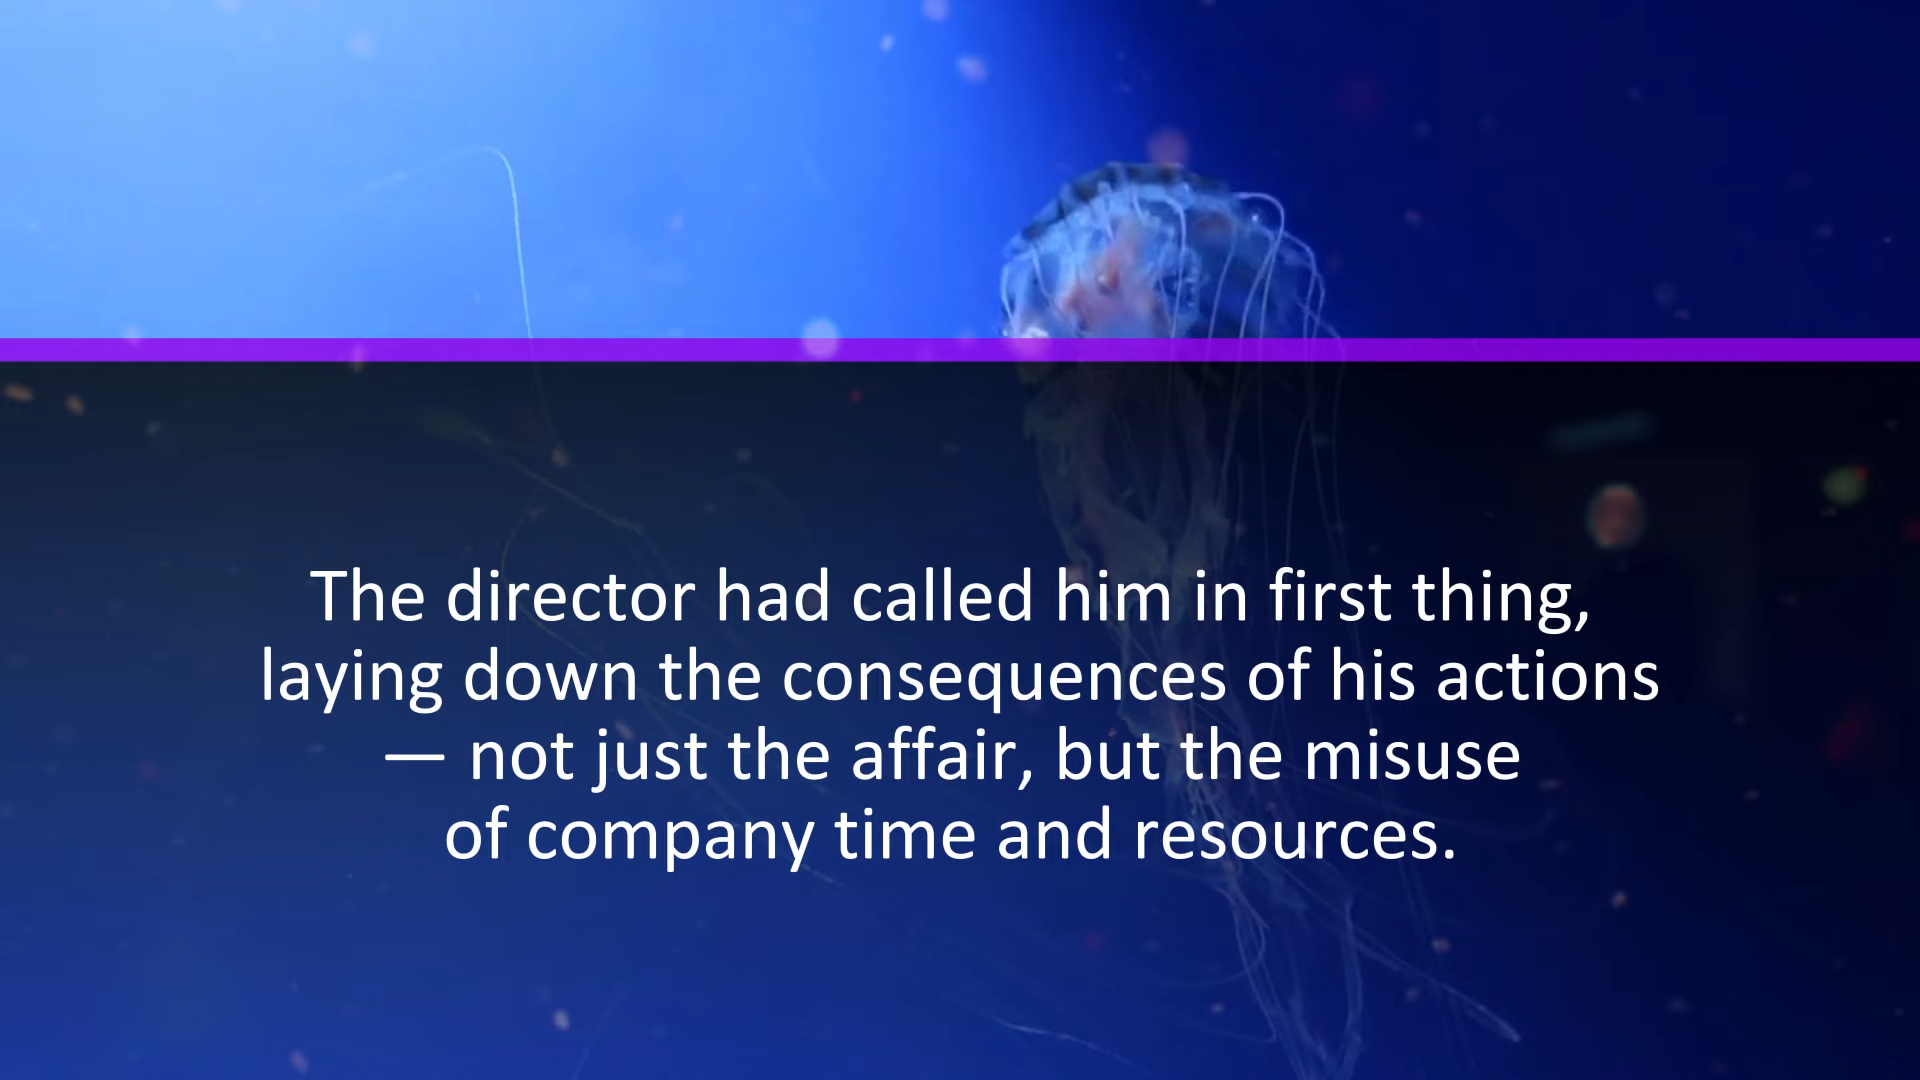 The director had called him in first thing,
laying down the consequences of his actions
— not just the affair, but the misuse
of company time and resources.